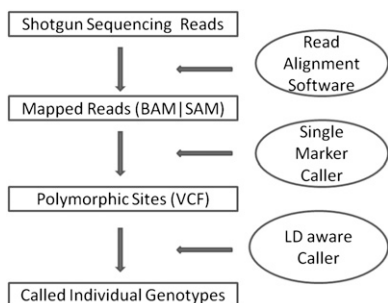 Shotgun Sequencing Reads
Read
Alignment
Software
Mapped Reads (BAM|SAM)
Single
Marker
Caller
Polymorphic Sites (VCF)
LD aware
Caller
Called Individual Genotypes